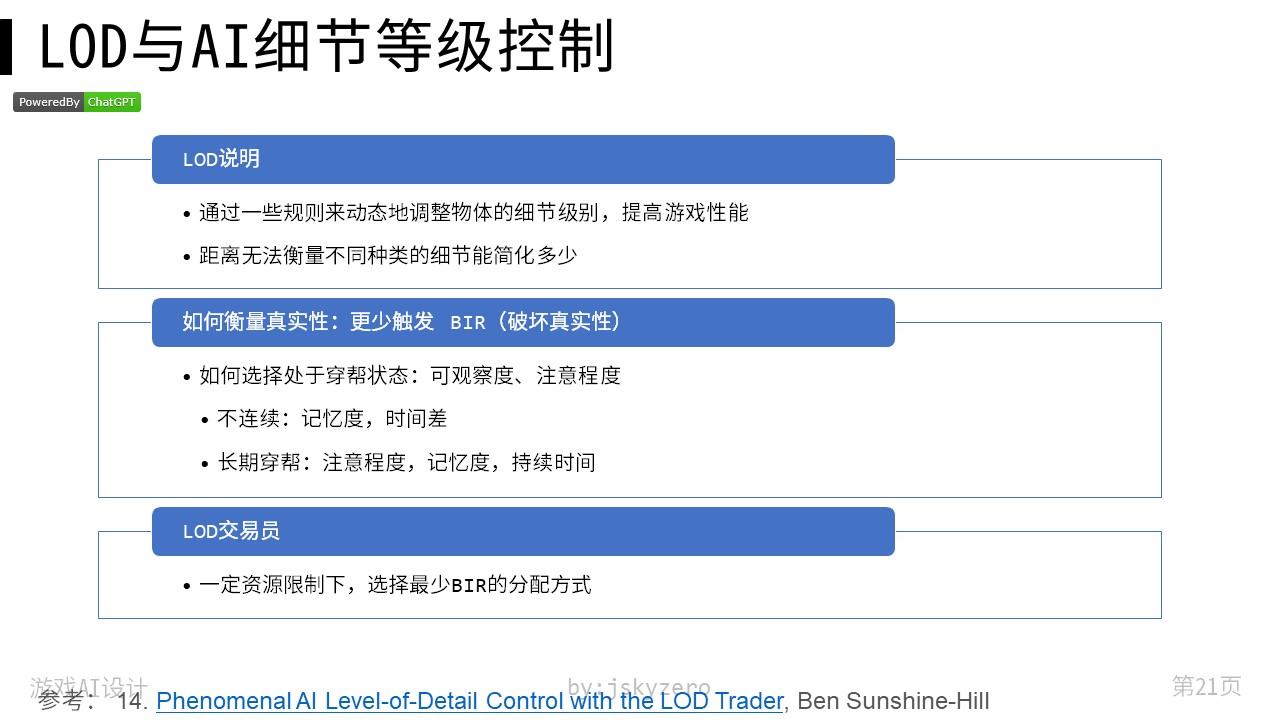 LOD与AI细节等级控制
PoweredBy ChatGPT
LOD说明
• 通过一些规则来动态地调整物体的细节级别，提高游戏性能
• 距离无法衡量不同种类的细节能简化多少
如何衡量真实性：更少触发 BIR（破坏真实性）
• 如何选择处于穿帮状态：可观察度、注意程度
• 不连续：记忆度，时间差
• 长期穿帮：注意程度，记忆度，持续时间
LOD交易员
• 一定资源限制下，选择最少BIR的分配方式
游戏AI设计 by:jskyzero 第21页
参考： 14. Phenomenal AI Level-of-Detail Control with the LOD Trader, Ben Sunshine-Hill